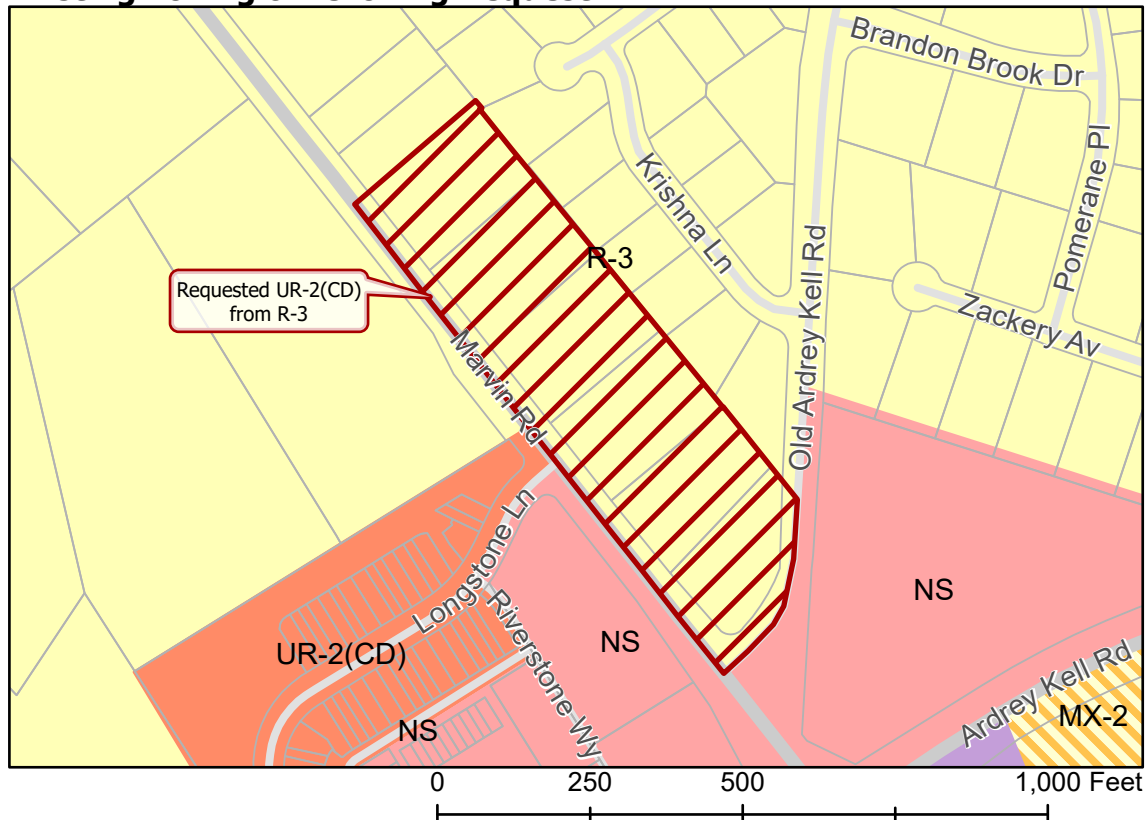 Brandon Brook Dr
Krishna Ln
Pomerane Pl
R-3
Requested UR-2(CD)
from R-3
Old Ardrey Kell Rd
Zackery Av
Marvin Rd
Longstone Ln
NS
Riverstone Wy
NS
UR-2(CD)
Ardrey Kell Rd
MX-2
NS
0 250 500 1,000 Feet